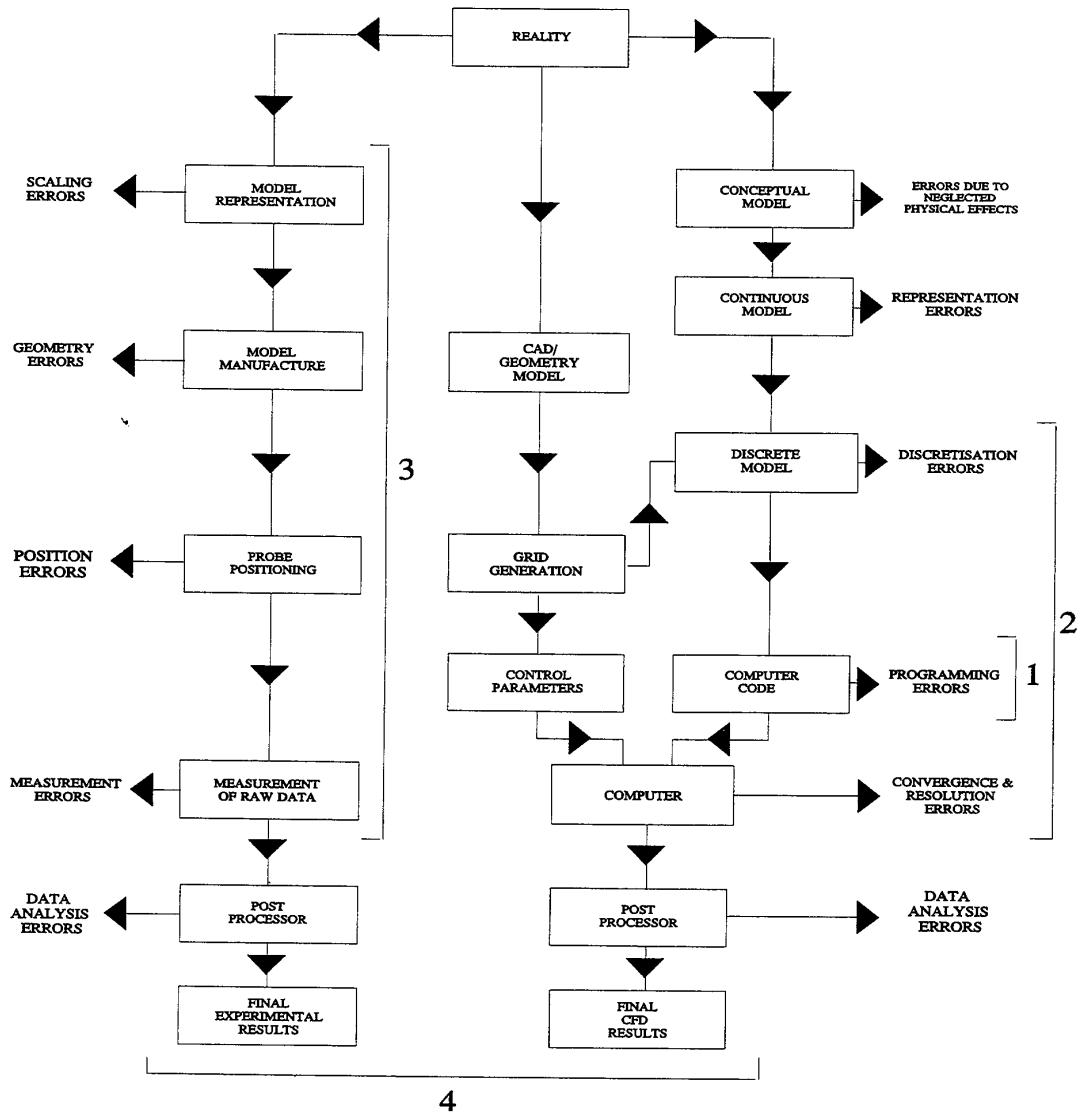 REALITY
SCALING
ERRORS
MODEL
REPRESENTATION
CONCEPTUAL
MODEL
ERRORS DUE TO
NEGLECTED
PHYSICAL EFFECTS
CONTINUOUS
MODEL
REPRESENTATION
ERRORS
GEOMETRY
ERRORS
MODEL
MANUFACTURE
CAD/
GEOMETRY
MODEL
3
DISCRETE
MODEL
DISCRETISATION
ERRORS
POSITION
ERRORS
PROBE
POSITIONING
GRID
GENERATION
2
CONTROL
PARAMETERS
COMPUTER
CODE
PROGRAMMING
ERRORS
1
MEASUREMENT
ERRORS
MEASUREMENT
OF RAW DATA
COMPUTER
CONVERGENCE &
RESOLUTION
ERRORS
DATA
ANALYSIS
ERRORS
POST
PROCESSOR
POST
PROCESSOR
DATA
ANALYSIS
ERRORS
FINAL
EXPERIMENTAL
RESULTS
FINAL
CFD
RESULTS
4